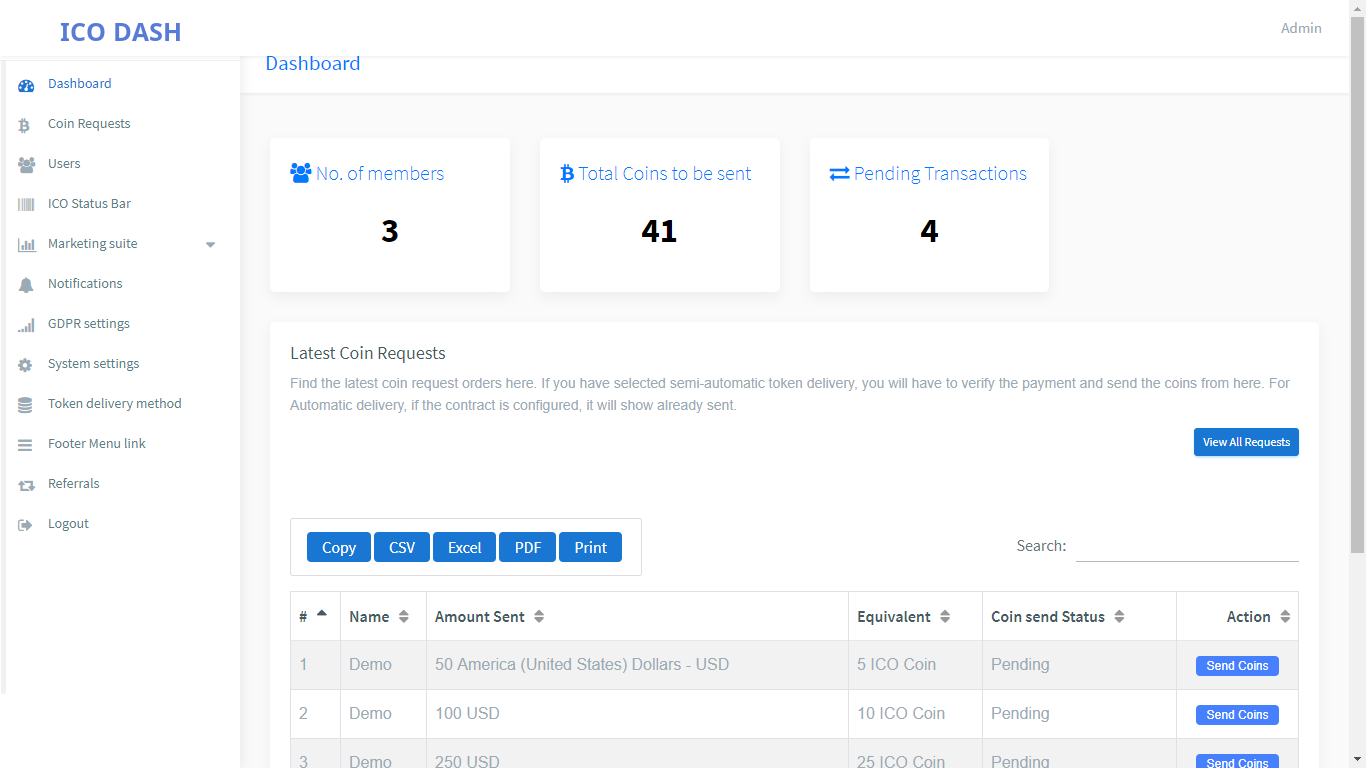 ICO DASH
Admin
Dashboard
Coin Requests
Users
ICO Status Bar
Marketing suite
Notifications
GDPR settings
System settings
Token delivery method
Footer Menu link
Referrals
Logout
Dashboard
No. of members
3
Total Coins to be sent
41
Pending Transactions
4
Latest Coin Requests
Find the latest coin request orders here. If you have selected semi-automatic token delivery, you will have to verify the payment and send the coins from here. For
Automatic delivery, if the contract is configured, it will show already sent.
View All Requests
Copy CSV Excel PDF Print
Search:
# Name Amount Sent Equivalent Coin send Status Action
1 Demo 50 America (United States) Dollars - USD 5 ICO Coin Pending Send Coins
2 Demo 100 USD 10 ICO Coin Pending Send Coins
3 Demo 250 USD 25 ICO Coin Pending Send Coins